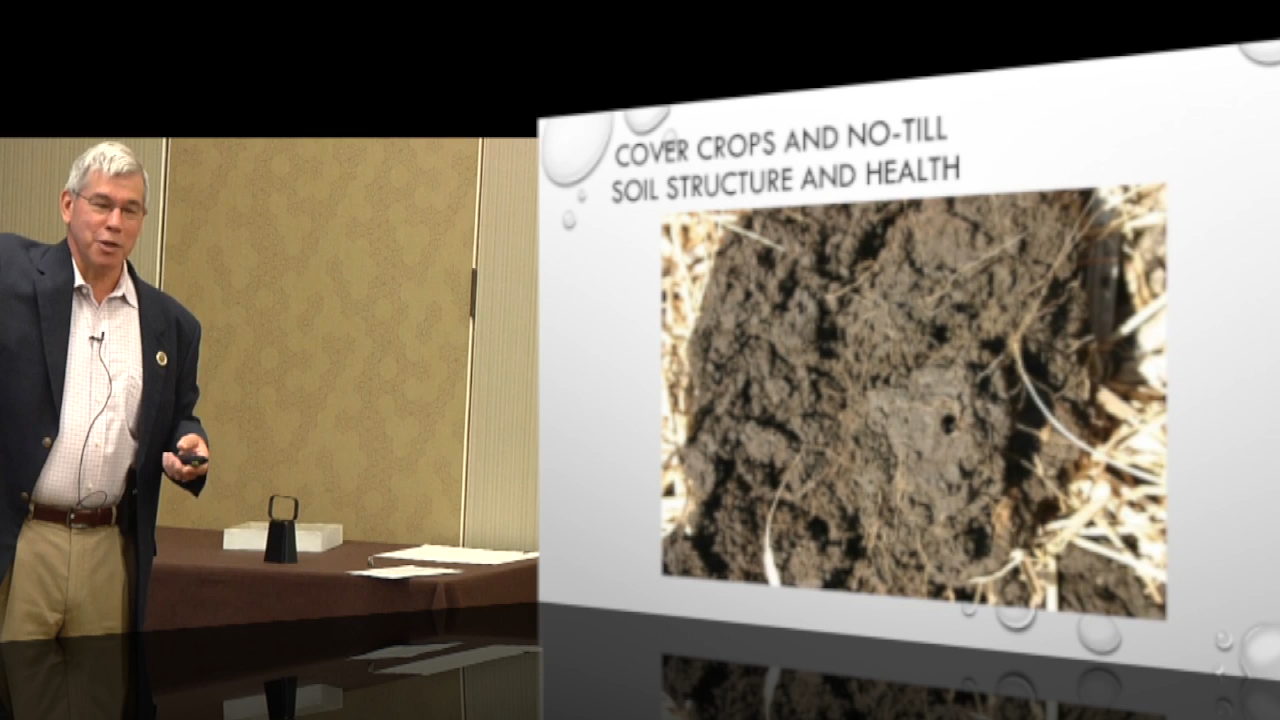 COVER CROPS AND NO-TILL
SOIL STRUCTURE AND HEALTH